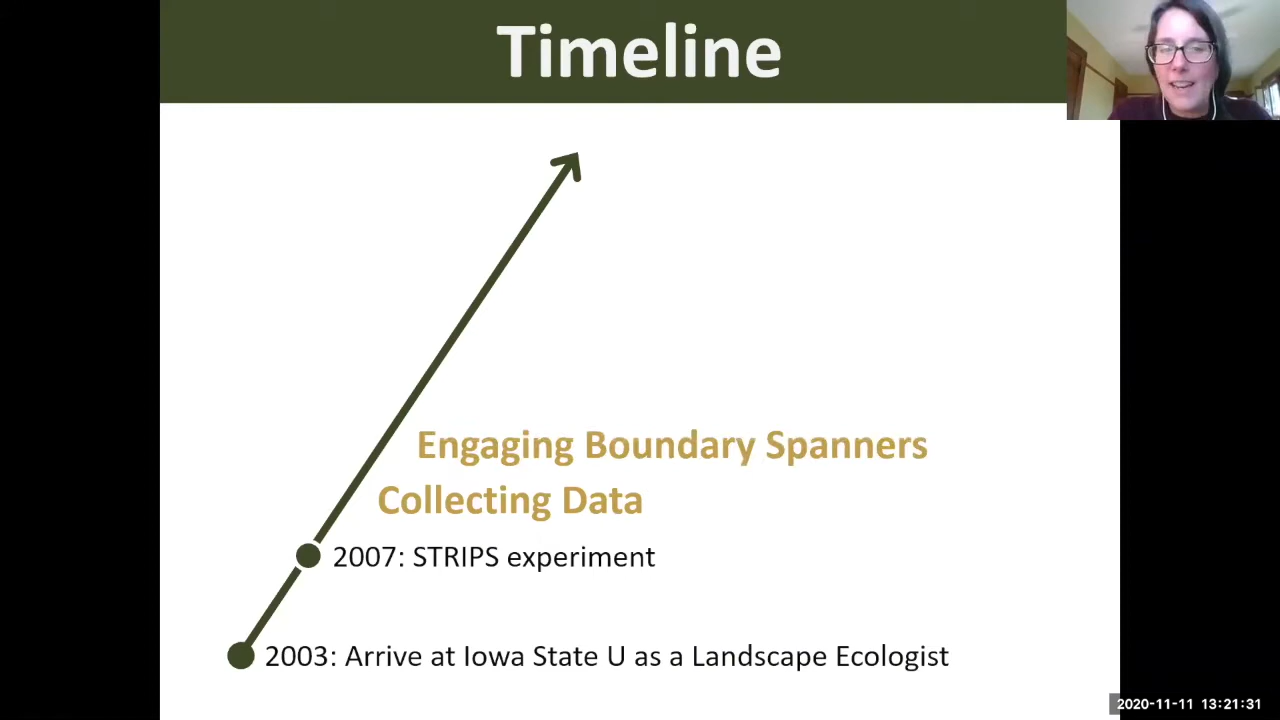 Timeline
Engaging Boundary Spanners
Collecting Data
2007: STRIPS experiment
2003: Arrive at Iowa State U as a Landscape Ecologist
2020-11-11 13:21:31